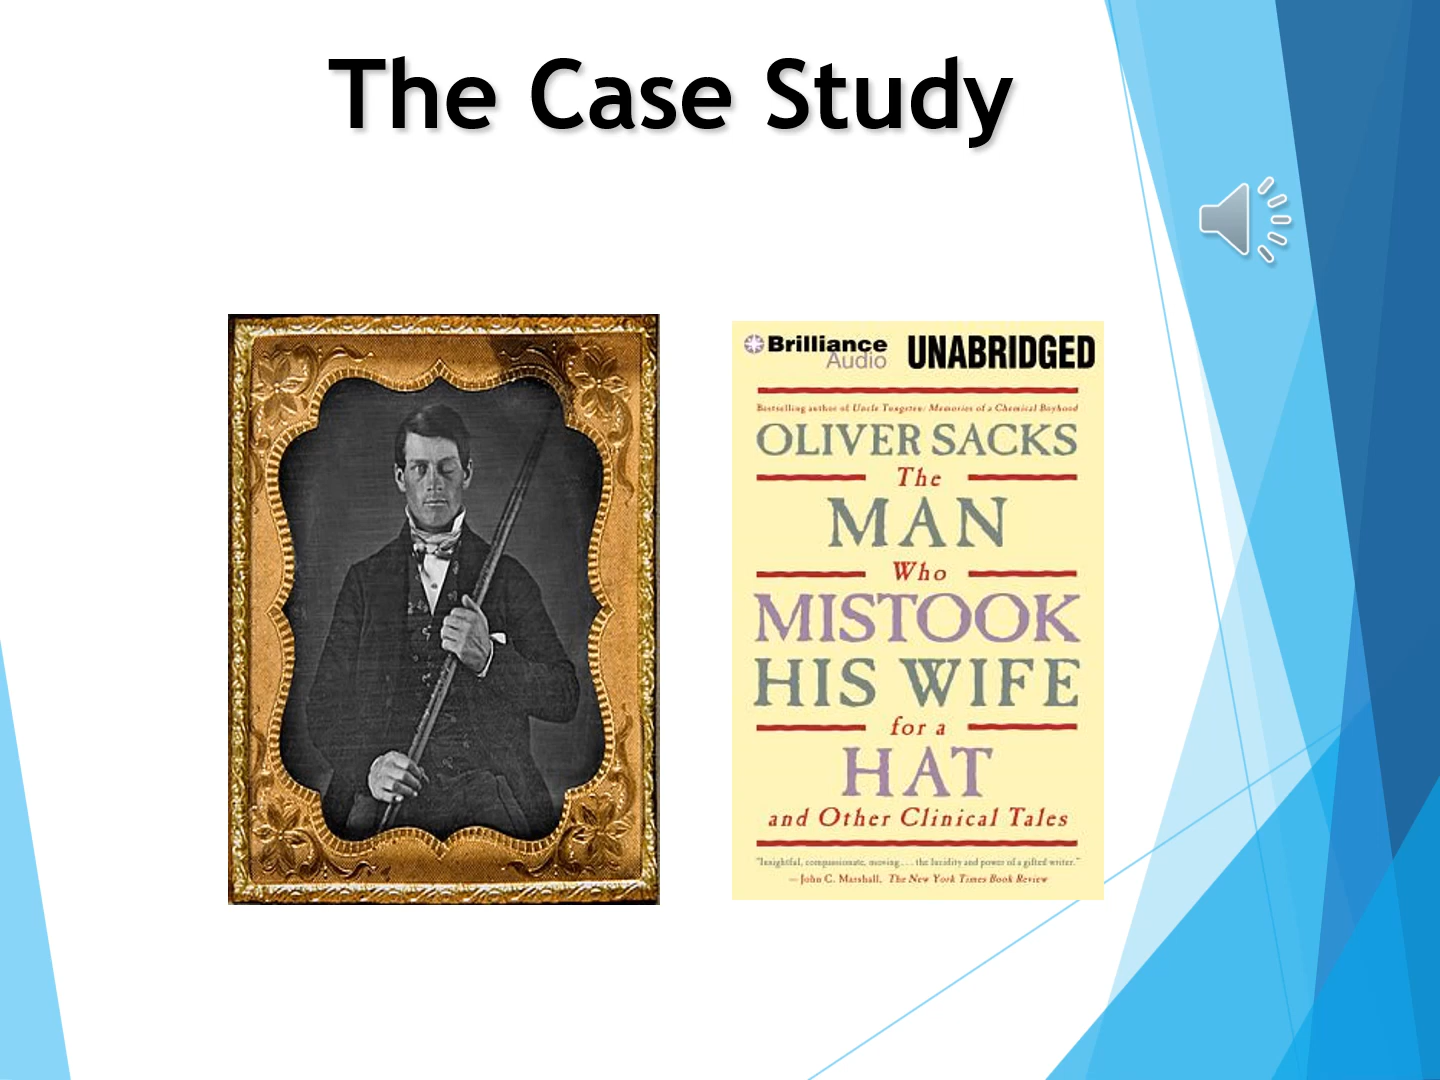 The Case Study
Brilliance
Audio
UNABRIDGED
Bestselling author of Uncle Tungsten: Memories of a Chemical Boyhood
OLIVER SACKS
The
MAN
Who
MISTOOK
HIS WIFE
for a
HAT
and Other Clinical Tales
"Insightful, compassionate, moving . . . the lucidity and power of a gifted writer."
— John C. Marshall, The New York Times Book Review